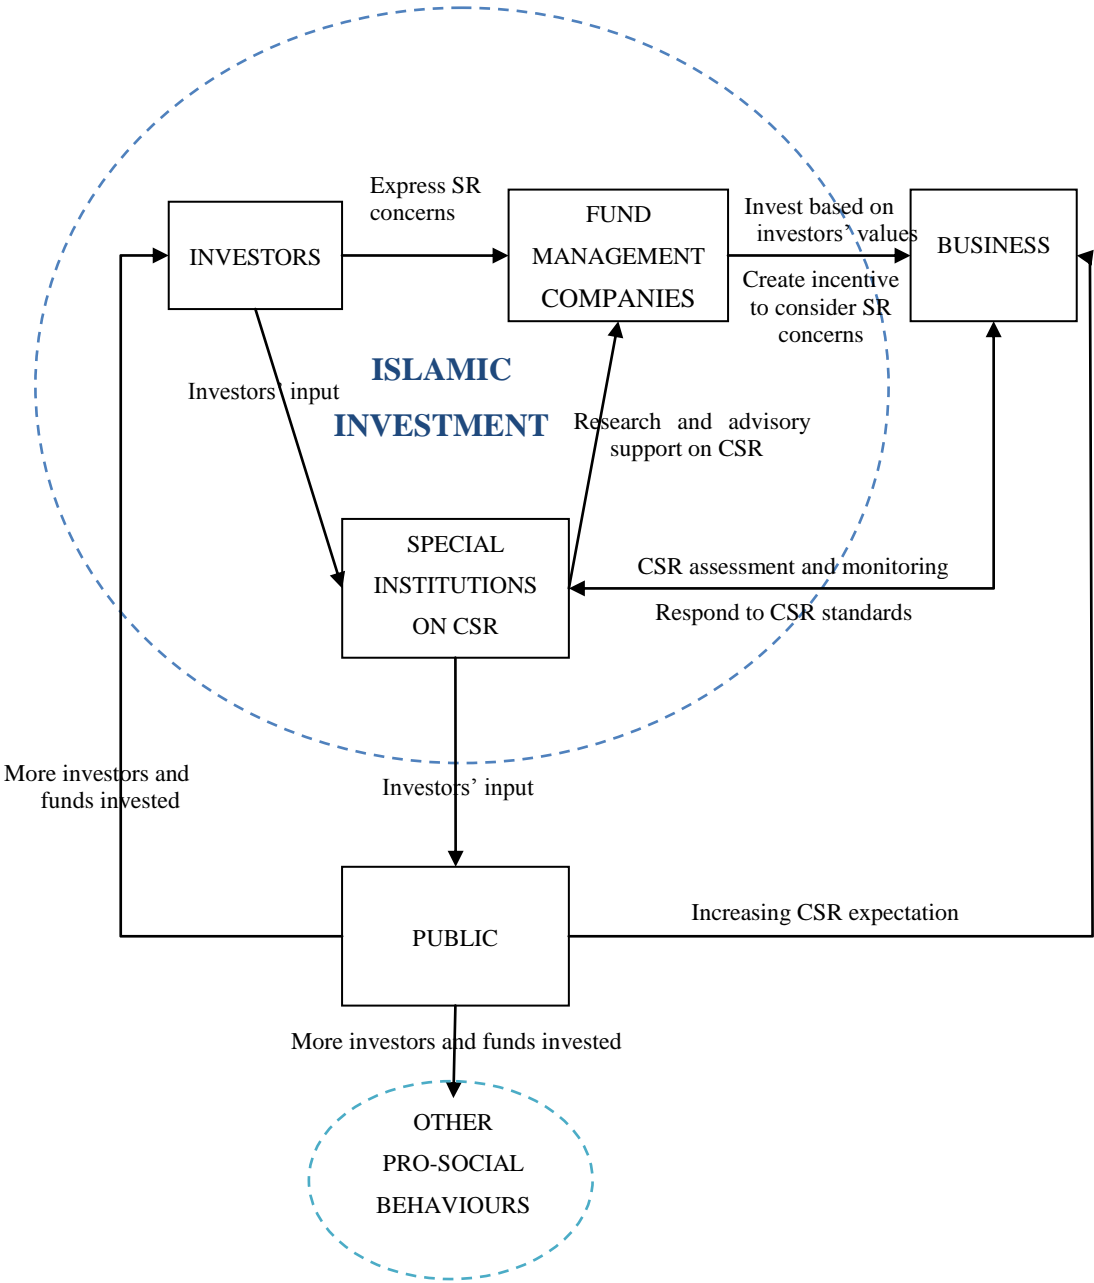 Express SR
concerns
INVESTORS
FUND
MANAGEMENT
COMPANIES
Invest based on
investors’ values
Create incentive
to consider SR
concerns
BUSINESS
ISLAMIC
INVESTMENT
Investors’ input
Research and advisory
support on CSR
SPECIAL
INSTITUTIONS
ON CSR
CSR assessment and monitoring
Respond to CSR standards
More investors and
funds invested
Investors’ input
PUBLIC
Increasing CSR expectation
More investors and funds invested
OTHER
PRO-SOCIAL
BEHAVIOURS